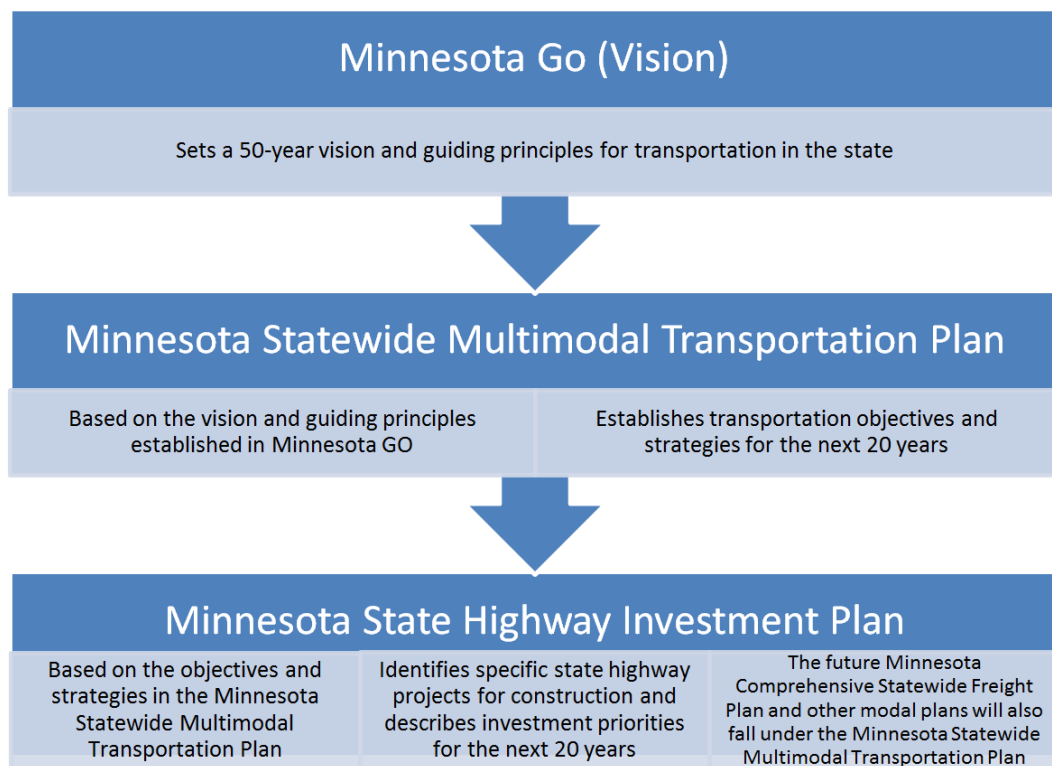 Minnesota Go (Vision)
Sets a 50-year vision and guiding principles for transportation in the state
Minnesota Statewide Multimodal Transportation Plan
Based on the vision and guiding principles
established in Minnesota GO
Establishes transportation objectives and
strategies for the next 20 years
Minnesota State Highway Investment Plan
Based on the objectives and
strategies in the Minnesota
Statewide Multimodal
Transportation Plan
Identifies specific state highway
projects for construction and
describes investment priorities
for the next 20 years
The future Minnesota
Comprehensive Statewide Freight
Plan and other modal plans will also
fall under the Minnesota Statewide
Multimodal Transportation Plan